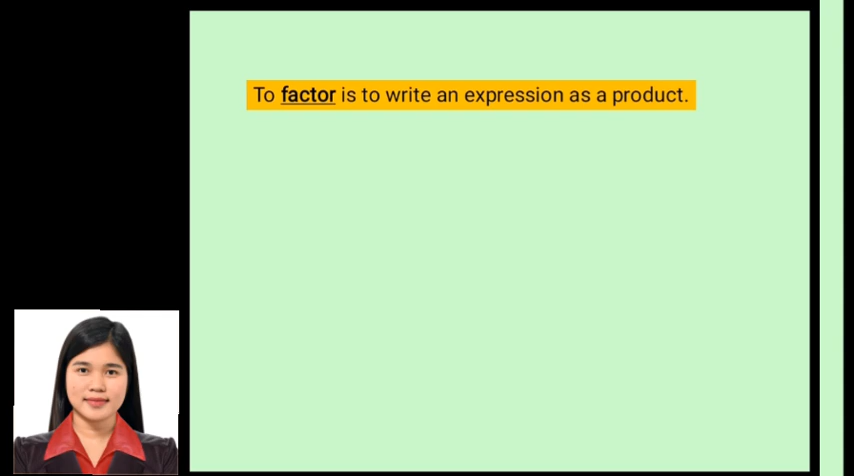 To factor is to write an expression as a product.